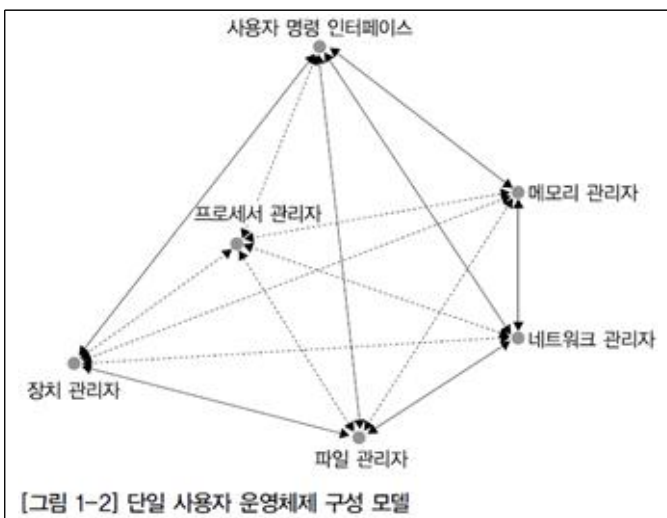 사용자 명령 인터페이스
메모리 관리자
프로세서 관리자
네트워크 관리자
장치 관리자
파일 관리자
[그림 1-2] 단일 사용자 운영체제 구성 모델